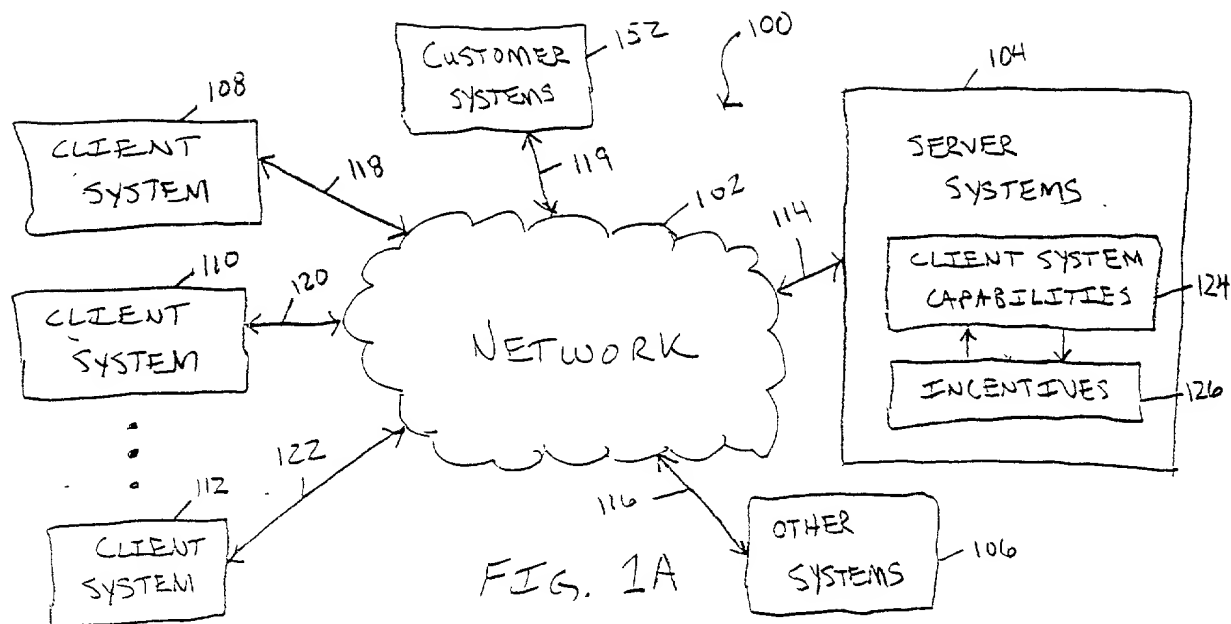 CUSTOMER
SYSTEMS
152
100
104
108
CLIENT
SYSTEM
118
119
102
114
SERVER
SYSTEMS
110
CLIENT
SYSTEM
120
NETWORK
CLIENT SYSTEM
CAPABILITIES
124
INCENTIVES
126
122
112
CLIENT
SYSTEM
116
OTHER
SYSTEMS
106
FIG. 1A